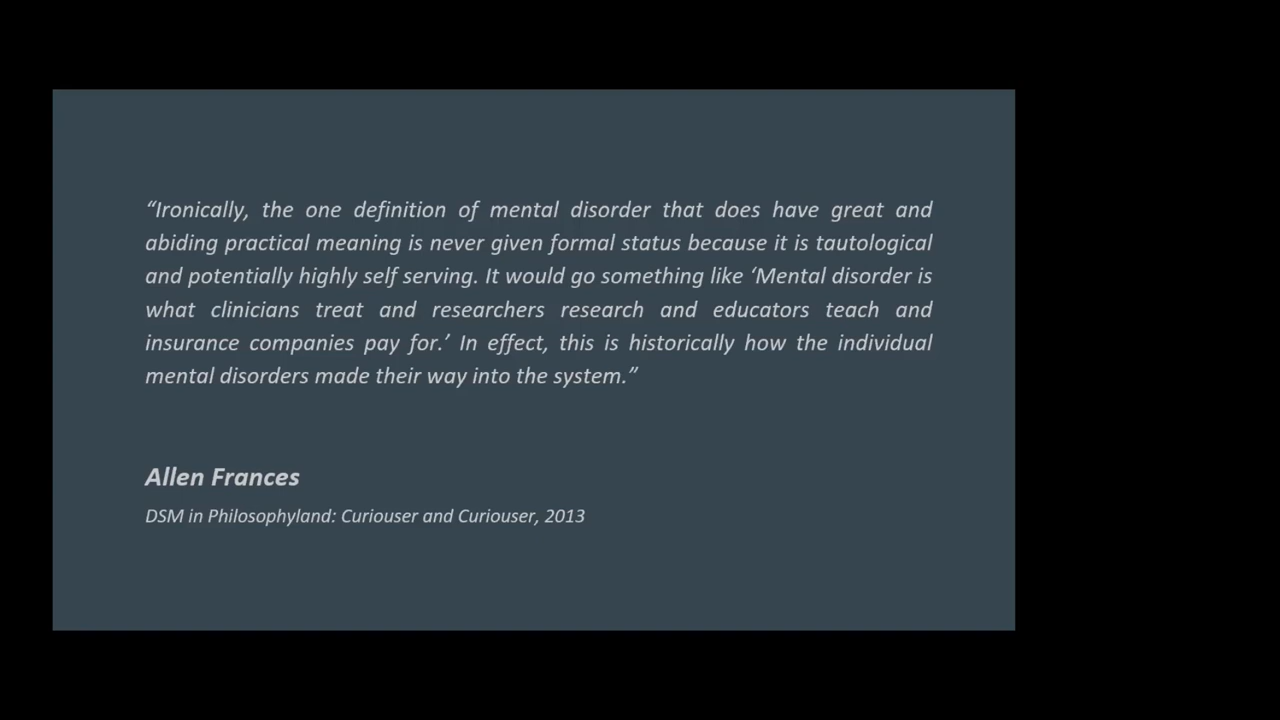 “Ironically, the one definition of mental disorder that does have great and
abiding practical meaning is never given formal status because it is tautological
and potentially highly self serving. It would go something like ‘Mental disorder is
what clinicians treat and researchers research and educators teach and
insurance companies pay for.’ In effect, this is historically how the individual
mental disorders made their way into the system.”
Allen Frances
DSM in Philosophyland: Curiouser and Curiouser, 2013